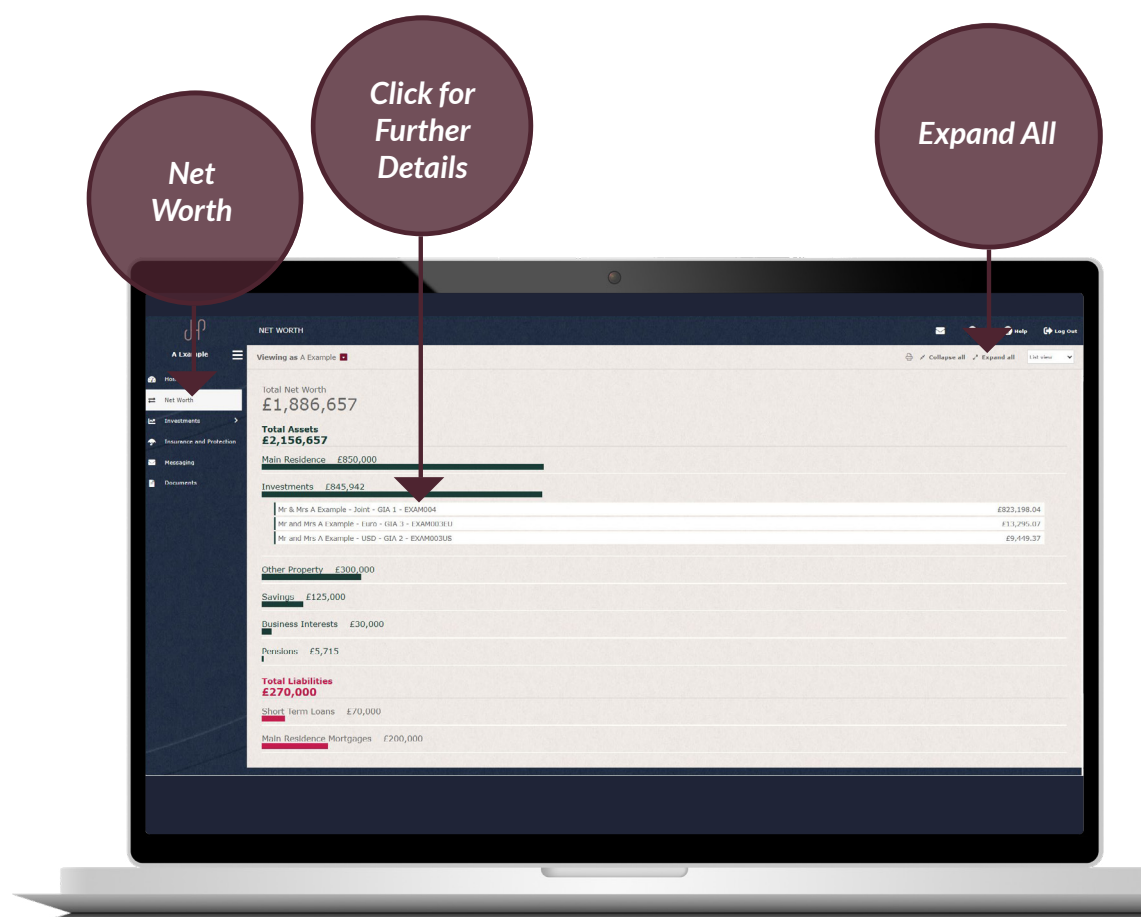 Click for
Further
Details
Expand All
Net
Worth
NET WORTH
Help
Log Out
A Example
Viewing as A Example
Collapse all
Expand all
List view
Net Worth
Investments
Insurance and Protection
Messaging
Documents
Total Net Worth
£1,886,657
Total Assets
£2,156,657
Main Residence £850,000
Investments £845,942
Mr & Mrs A Example - Joint - GIA 1 - EXAM004 £823,198.04
Mr and Mrs A Example - Euro - GIA 3 - EXAM003EU £13,295.07
Mr and Mrs A Example - USD - GIA 2 - EXAM003US £9,449.37
Other Property £300,000
Savings £125,000
Business Interests £30,000
Pensions £5,715
Total Liabilities
£270,000
Short Term Loans £70,000
Main Residence Mortgages £200,000